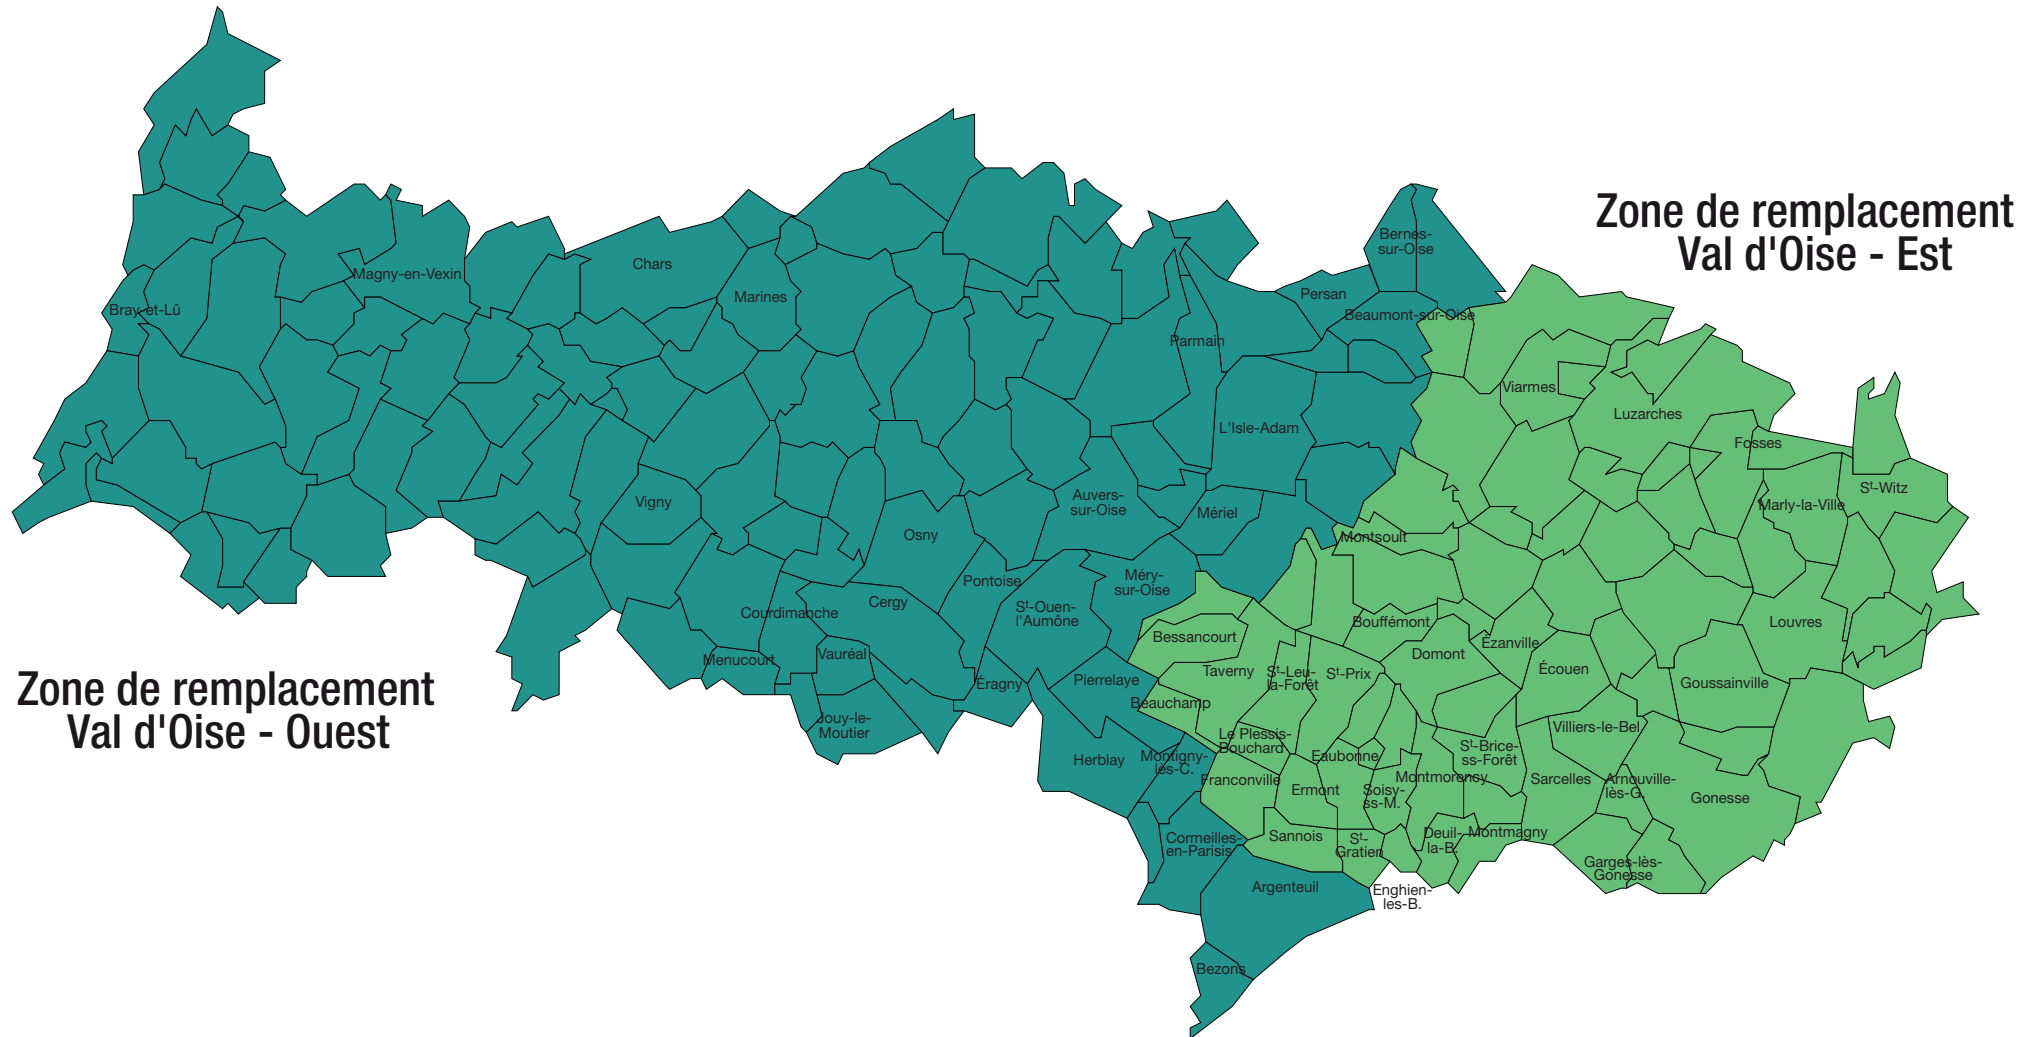 Zone de remplacement
Val d'Oise - Est
Zone de remplacement
Val d'Oise - Ouest
Bray-et-Lû
Magny-en-Vexin
Chars
Marines
Bernes-
sur-Oise
Persan
Beaumont-sur-Oise
Parmain
L'Isle-Adam
Viarmes
Luzarches
Fosses
St-Witz
Marly-la-Ville
Vigny
Osny
Auvers-
sur-Oise
Mériel
Montsoult
Pontoise
Méry-
sur-Oise
Cergy
Courdimanche
St-Ouen-
l'Aumône
Bouffémont
Louvres
Bessancourt
Ézanville
Domont
Écouen
Vauréal
Menucourt
Taverny
St-Leu-
la-Forêt
St-Prix
Goussainville
Éragny
Pierrelaye
Beauchamp
Jouy-le-
Moutier
Villiers-le-Bel
Le Plessis-
Bouchard
Eaubonne
St-Brice-
ss-Forêt
Herblay
Montigny-
lès-C.
Franconville
Ermont
Soisy-
ss-M.
Montmorency
Sarcelles
Arnouville-
lès-G.
Gonesse
Cormeilles-
en-Parisis
Sannois
St-
Gratien
Deuil-
la-B.
Montmagny
Garges-lès-
Gonesse
Argenteuil
Enghien-
les-B.
Bezons